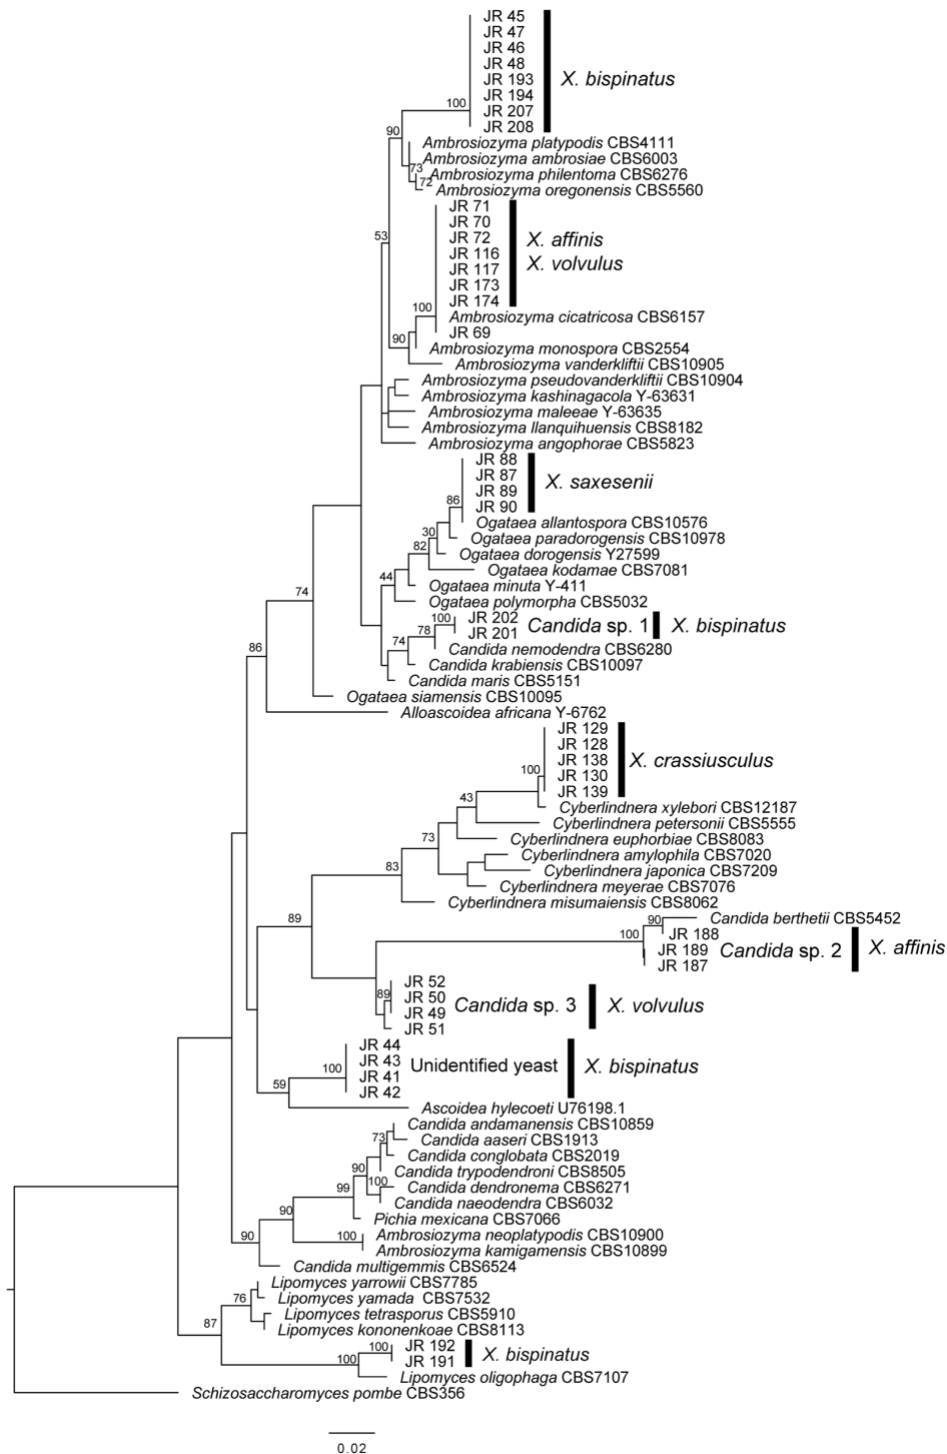 JR 45
JR 47
JR 46
JR 48
JR 193
X. bispinatus
JR 194
100
JR 207
JR 208
90
Ambrosiozyma platypodis CBS4111
Ambrosiozyma ambrosiae CBS6003
73
Ambrosiozyma philentoma CBS6276
72
Ambrosiozyma oregonensis CBS5560
JR 71
JR 70
53
JR 72
X. affinis
JR 116
X. volvulus
JR 117
JR 173
JR 174
100
Ambrosiozyma cicatricosa CBS6157
JR 69
90
Ambrosiozyma monospora CBS2554
Ambrosiozyma vanderkliftii CBS10905
Ambrosiozyma pseudovanderkliftii CBS10904
Ambrosiozyma kashinagacola Y-63631
Ambrosiozyma maleeae Y-63635
Ambrosiozyma llanquihuensis CBS8182
Ambrosiozyma angophorae CBS5823
JR 88
JR 87
X. saxesenii
JR 89
86
JR 90
Ogataea allantospora CBS10576
30
Ogataea paradorogensis CBS10978
82
Ogataea dorogensis Y27599
Ogataea kodamae CBS7081
44
Ogataea minuta Y-411
74
Ogataea polymorpha CBS5032
100
JR 202
Candida sp. 1
X. bispinatus
78
JR 201
74
Candida nemodendra CBS6280
86
Candida krabiensis CBS10097
Candida maris CBS5151
Ogataea siamensis CBS10095
Alloascoidea africana Y-6762
JR 129
JR 128
JR 138
X. crassiusculus
100
JR 130
JR 139
43
Cyberlindnera xylebori CBS12187
Cyberlindnera petersonii CBS5555
73
Cyberlindnera euphorbiae CBS8083
Cyberlindnera amylophila CBS7020
83
Cyberlindnera japonica CBS7209
Cyberlindnera meyerae CBS7076
Cyberlindnera misumaiensis CBS8062
89
90
Candida berthetii CBS5452
100
JR 188
JR 189
Candida sp. 2
X. affinis
JR 187
JR 52
89
JR 50
Candida sp. 3
X. volvulus
JR 49
JR 51
JR 44
JR 43
Unidentified yeast
X. bispinatus
100
JR 41
59
JR 42
Ascoidea hylecoeti U76198.1
Candida andamanensis CBS10859
73
Candida aaseri CBS1913
Candida conglobata CBS2019
90
Candida trypodendroni CBS8505
99
100
Candida dendronema CBS6271
Candida naeodendra CBS6032
90
Pichia mexicana CBS7066
90
100
Ambrosiozyma neoplatypodis CBS10900
Ambrosiozyma kamigamensis CBS10899
Candida multigemmis CBS6524
Lipomyces yarrowii CBS7785
76
Lipomyces yamada CBS7532
Lipomyces tetrasporus CBS5910
87
Lipomyces kononenkoae CBS8113
100
JR 192
X. bispinatus
100
JR 191
Lipomyces oligophaga CBS7107
Schizosaccharomyces pombe CBS356
0.02